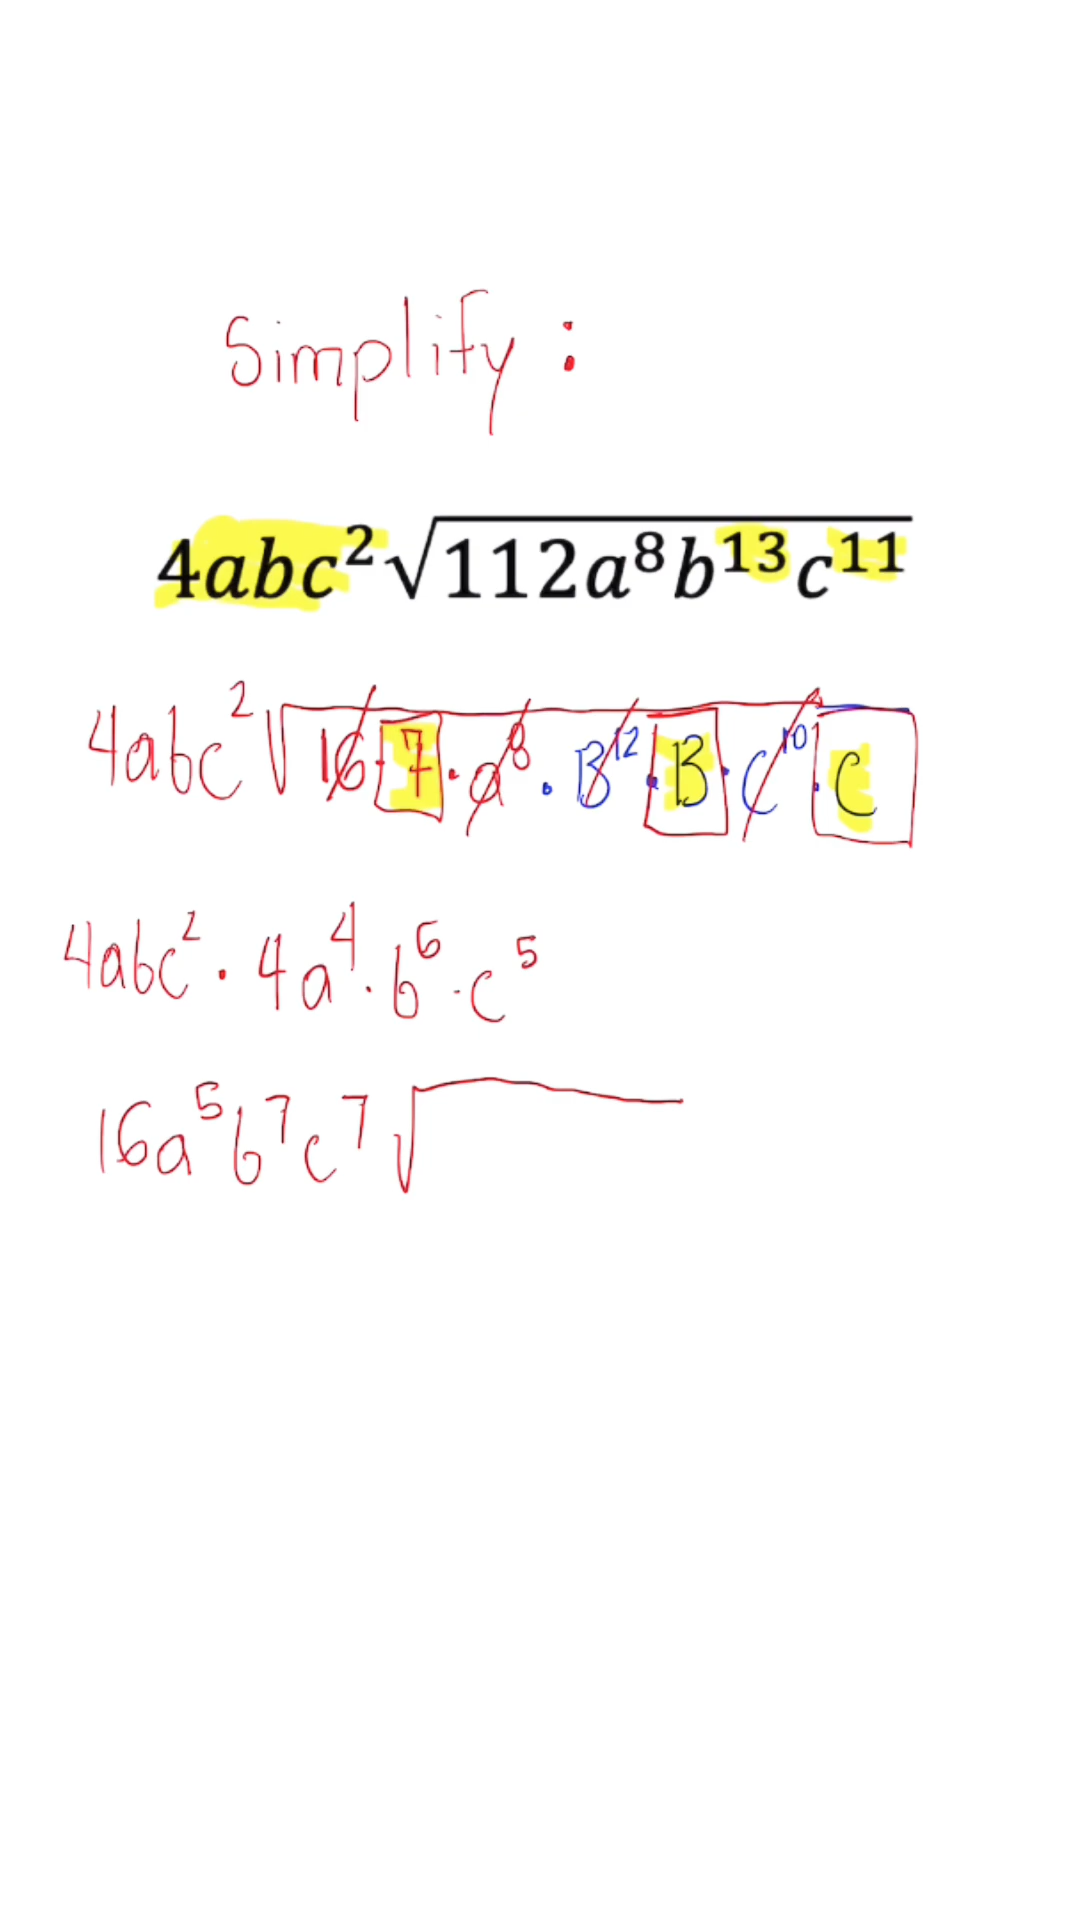 Simplify:
4abc²√112a⁸b¹³c¹¹
4abc²√16·7·a⁸·B¹²·B·C¹⁰·C
4abc²·4a⁴·b⁶·c⁵
16a⁵b⁷c⁷√